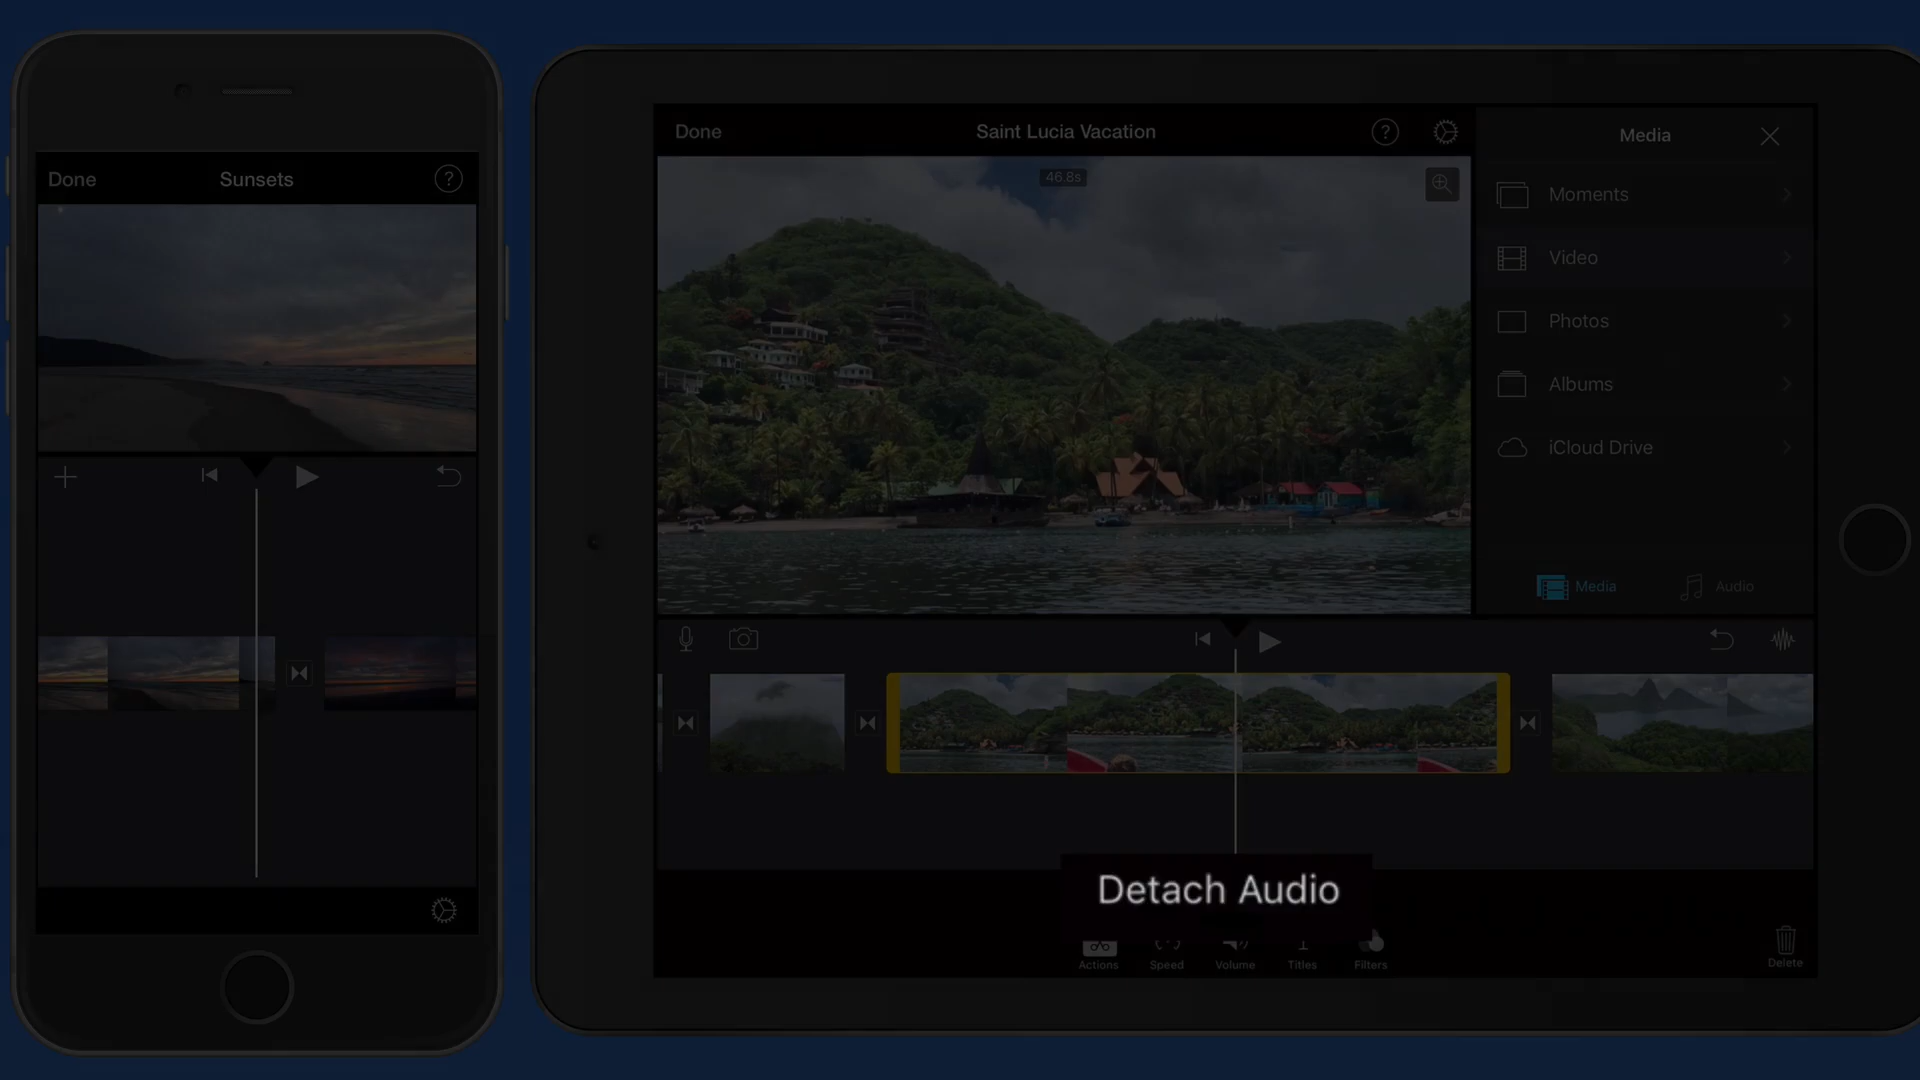 Done
Sunsets
?
Done
Saint Lucia Vacation
?
46.8s
Media
Moments
Video
Photos
Albums
iCloud Drive
Media
Audio
Detach Audio
Actions
Speed
Volume
Titles
Filters
Delete